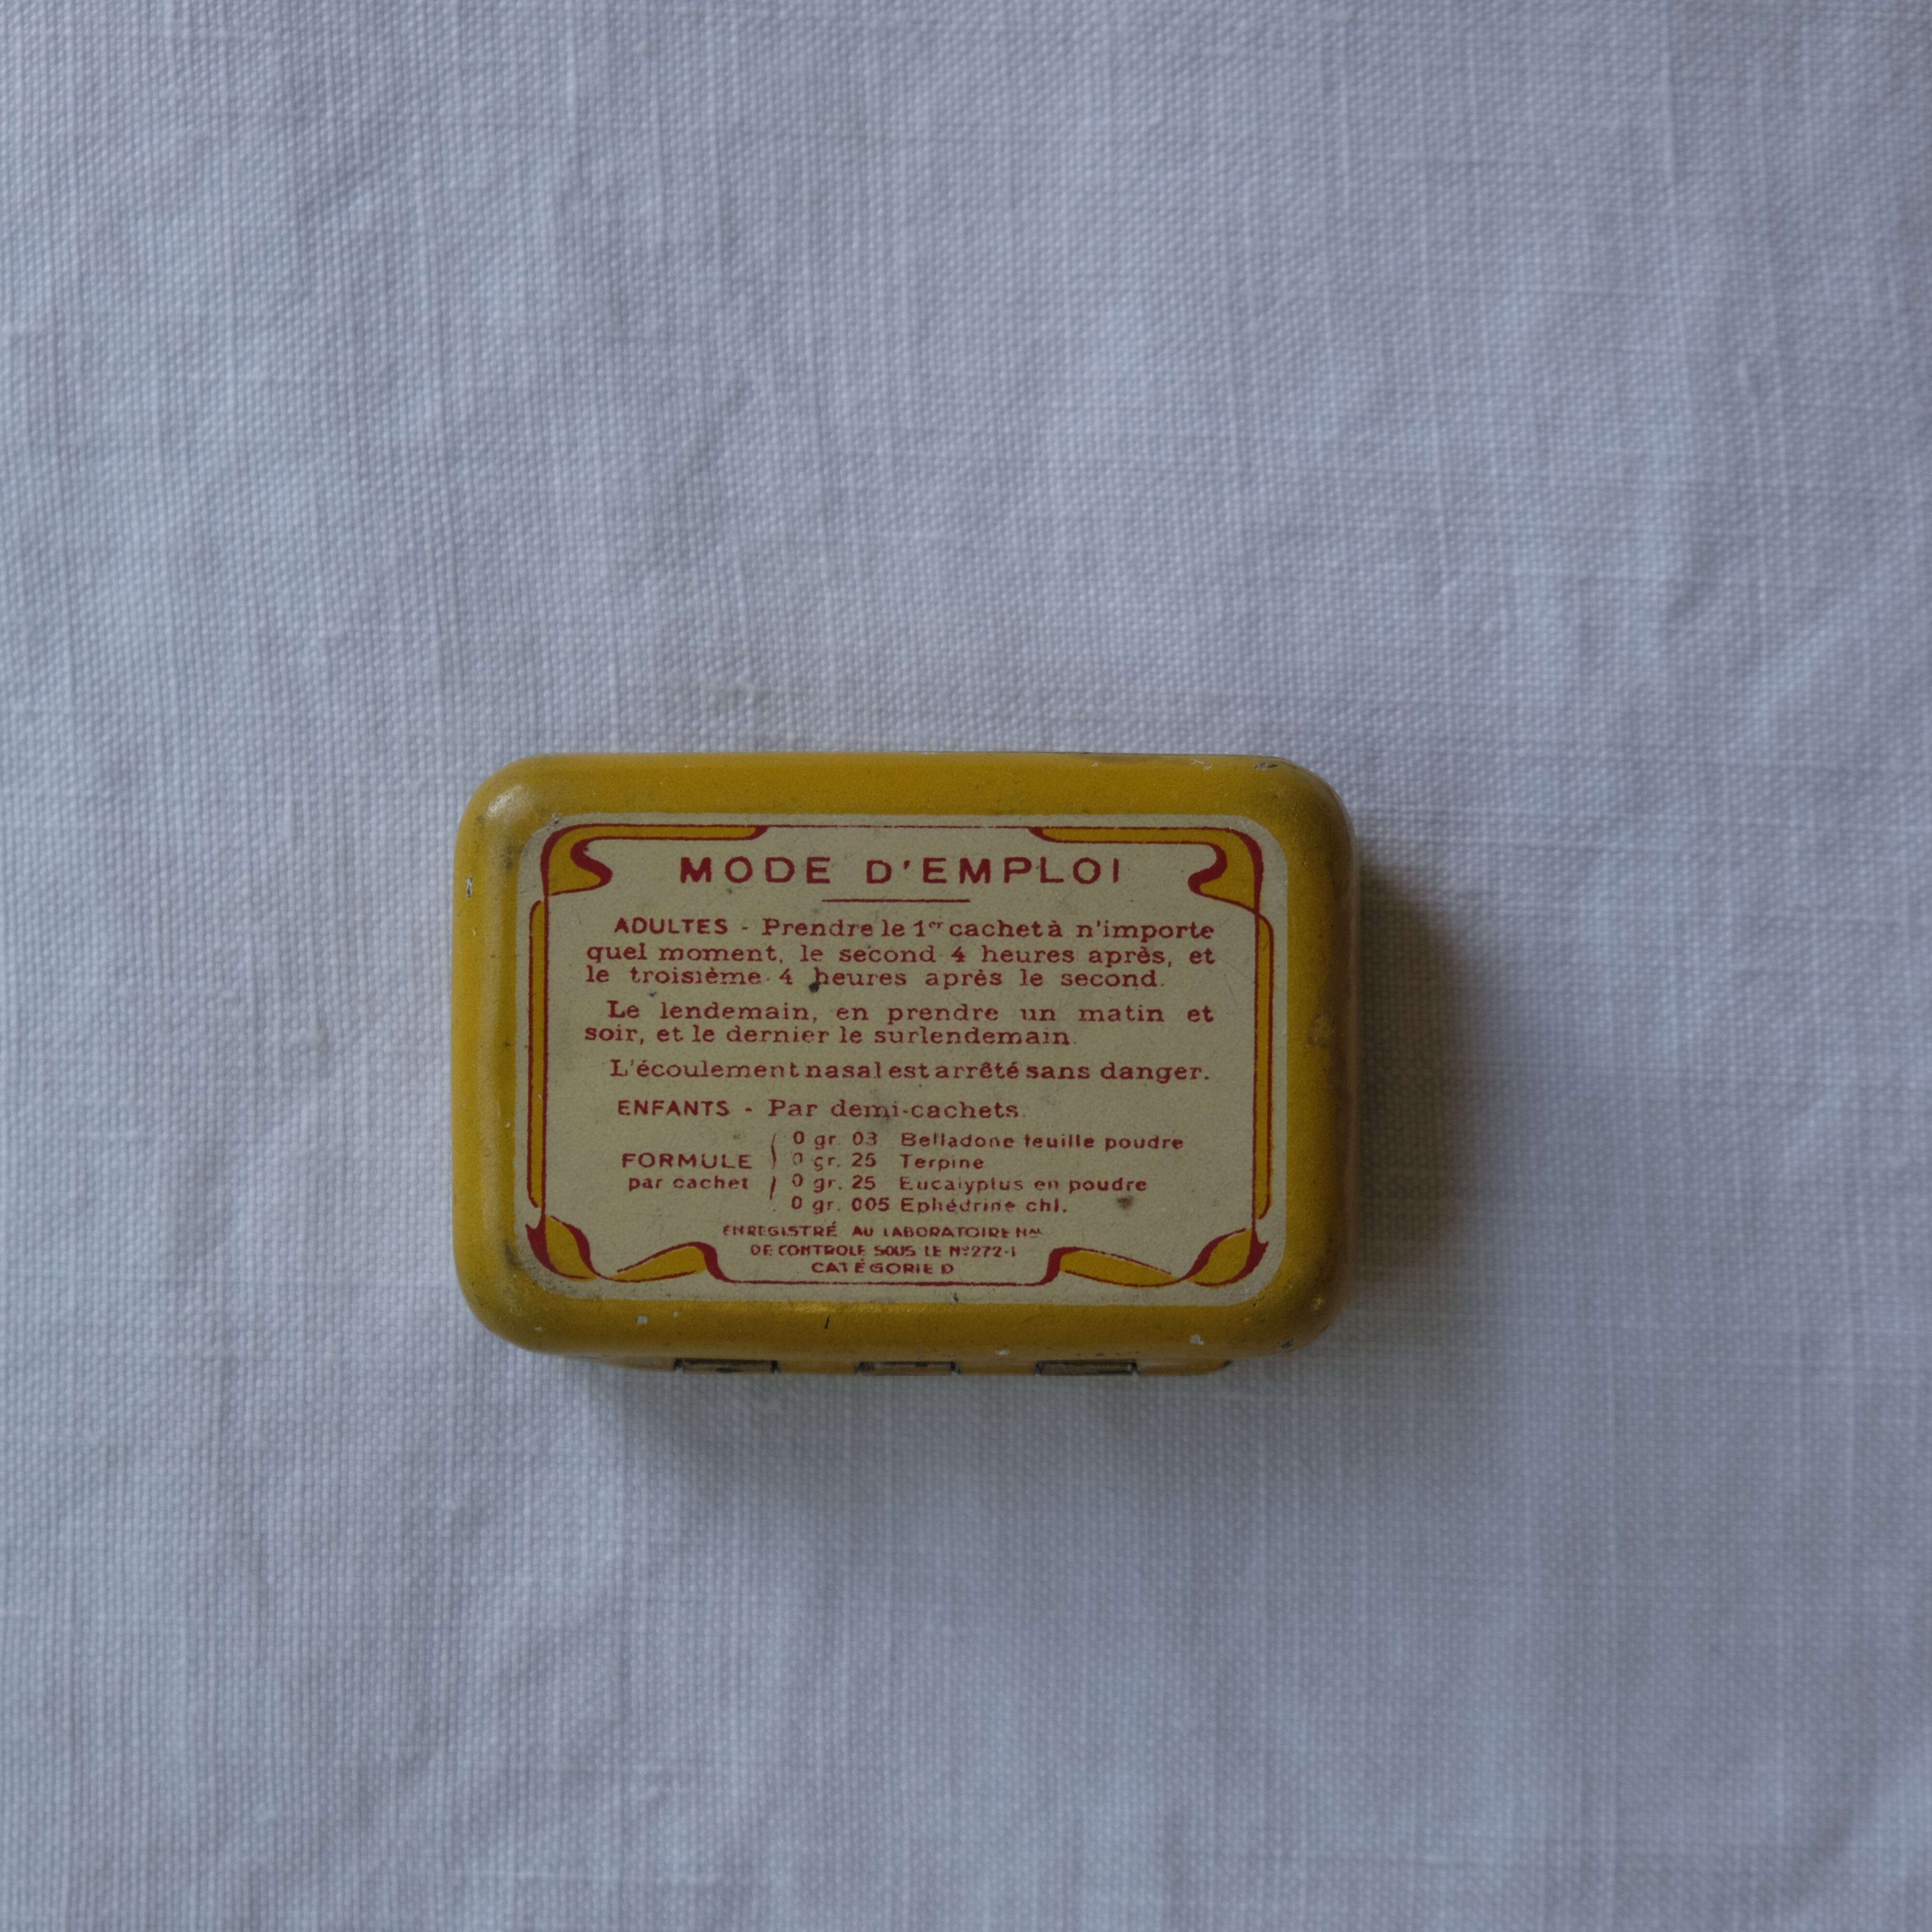 MODE D'EMPLOI
ADULTES - Prendre le 1er cachet à n'importe
quel moment, le second 4 heures après, et
le troisième 4 heures après le second.
Le lendemain, en prendre un matin et
soir, et le dernier le surlendemain.
L'écoulement nasal est arrêté sans danger.
ENFANTS - Par demi-cachets.
FORMULE
par cachet
0 gr. 03 Belladone feuille poudre
0 gr. 25 Terpine
0 gr. 25 Eucalyptus en poudre
0 gr. 005 Ephédrine chl.
ENREGISTRÉ AU LABORATOIRE Nal
DE CONTROLE SOUS LE No 272-1
CATÉGORIE D